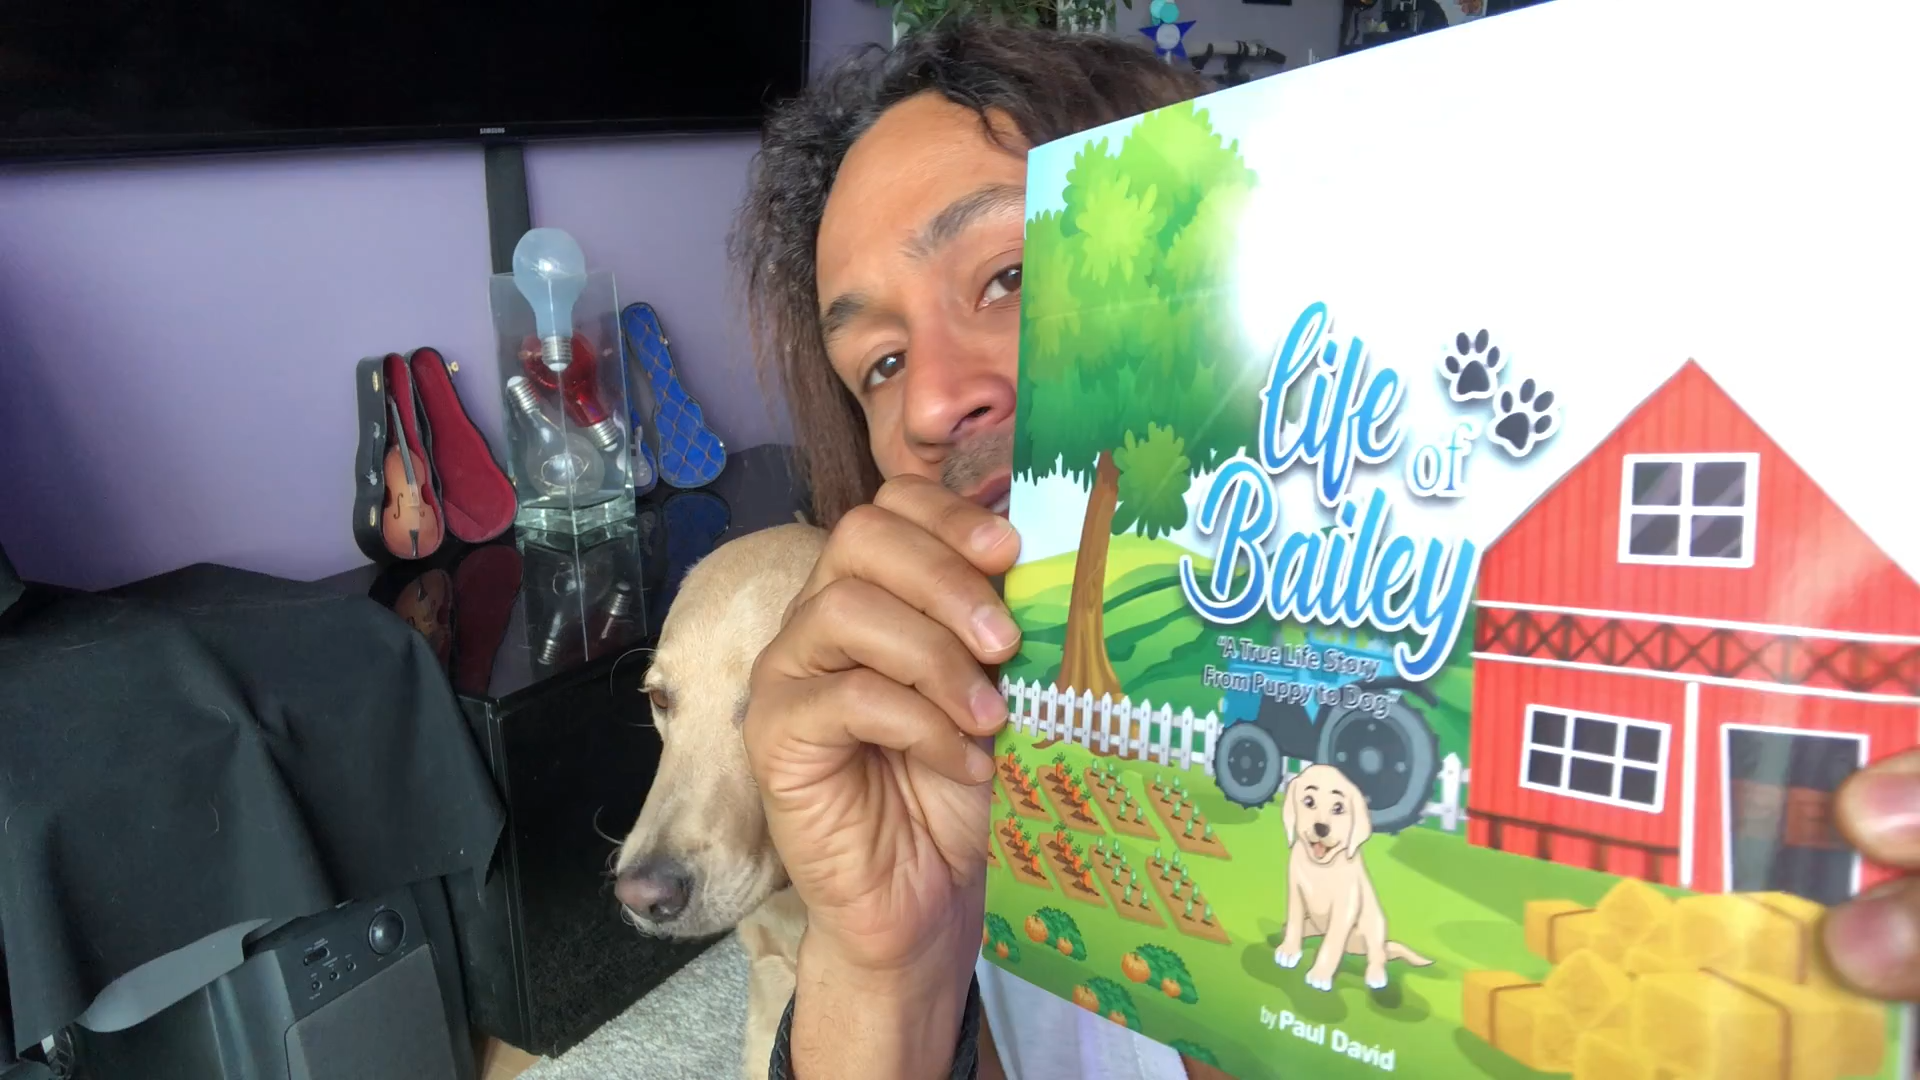 SAMSUNG
Life
of
Bailey
"A True Life Story
From Puppy to Dog"
by Paul David